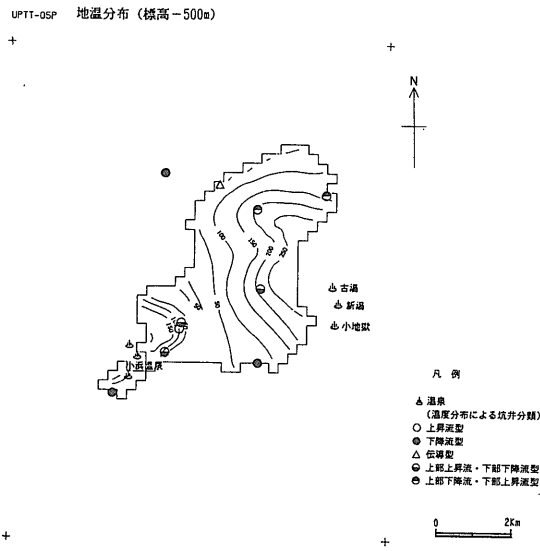 UPTT-05P 地温分布 (標高-500m)
N
100
150
200
250
50
古湯
新湯
小地獄
小浜温泉
凡 例
温泉
(温度分布による坑井分類)
上昇流型
下降流型
伝導型
上部上昇流・下部下降流型
上部下降流・下部上昇流型
0 2Km